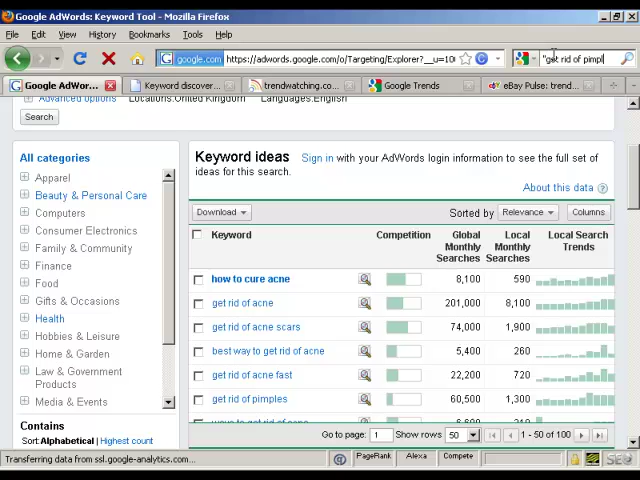 Google AdWords: Keyword Tool - Mozilla Firefox
File Edit View History Bookmarks Tools Help
google.com https://adwords.google.com/o/Targeting/Explorer?__u=10 "get rid of pimpl
Google AdWor... Keyword discover... trendwatching.co... Google Trends eBay Pulse: trend...
Advanced options Locations:United Kingdom Languages:English
Search
All categories
Apparel
Beauty & Personal Care
Computers
Consumer Electronics
Family & Community
Finance
Food
Gifts & Occasions
Health
Hobbies & Leisure
Home & Garden
Law & Government
Products
Media & Events
Contains
Sort:Alphabetical | Highest count
Keyword ideas Sign in with your AdWords login information to see the full set of
ideas for this search.
About this data ?
Download Sorted by Relevance Columns
Keyword Competition Global Monthly Searches Local Monthly Searches Local Search Trends
how to cure acne 8,100 590
get rid of acne 201,000 8,100
get rid of acne scars 74,000 1,900
best way to get rid of acne 5,400 260
get rid of acne fast 22,200 720
get rid of pimples 60,500 1,300
Go to page: 1 Show rows 50 1 - 50 of 100
Transferring data from ssl.google-analytics.com... PageRank Alexa Compete